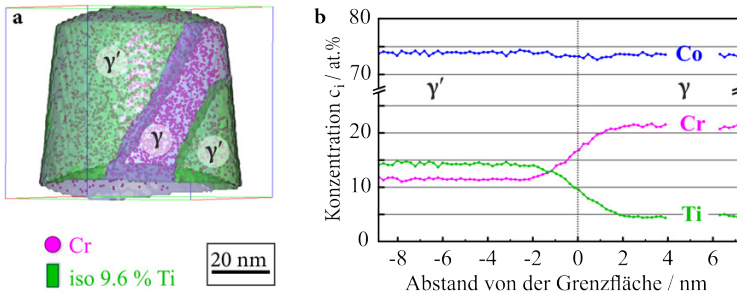 a
γ′
γ
γ′
Cr
iso 9.6 % Ti
20 nm
b
Konzentration cᵢ / at.%
80
70
20
10
0
Co
γ′
γ
Cr
Ti
-8
-6
-4
-2
0
2
4
6
Abstand von der Grenzfläche / nm